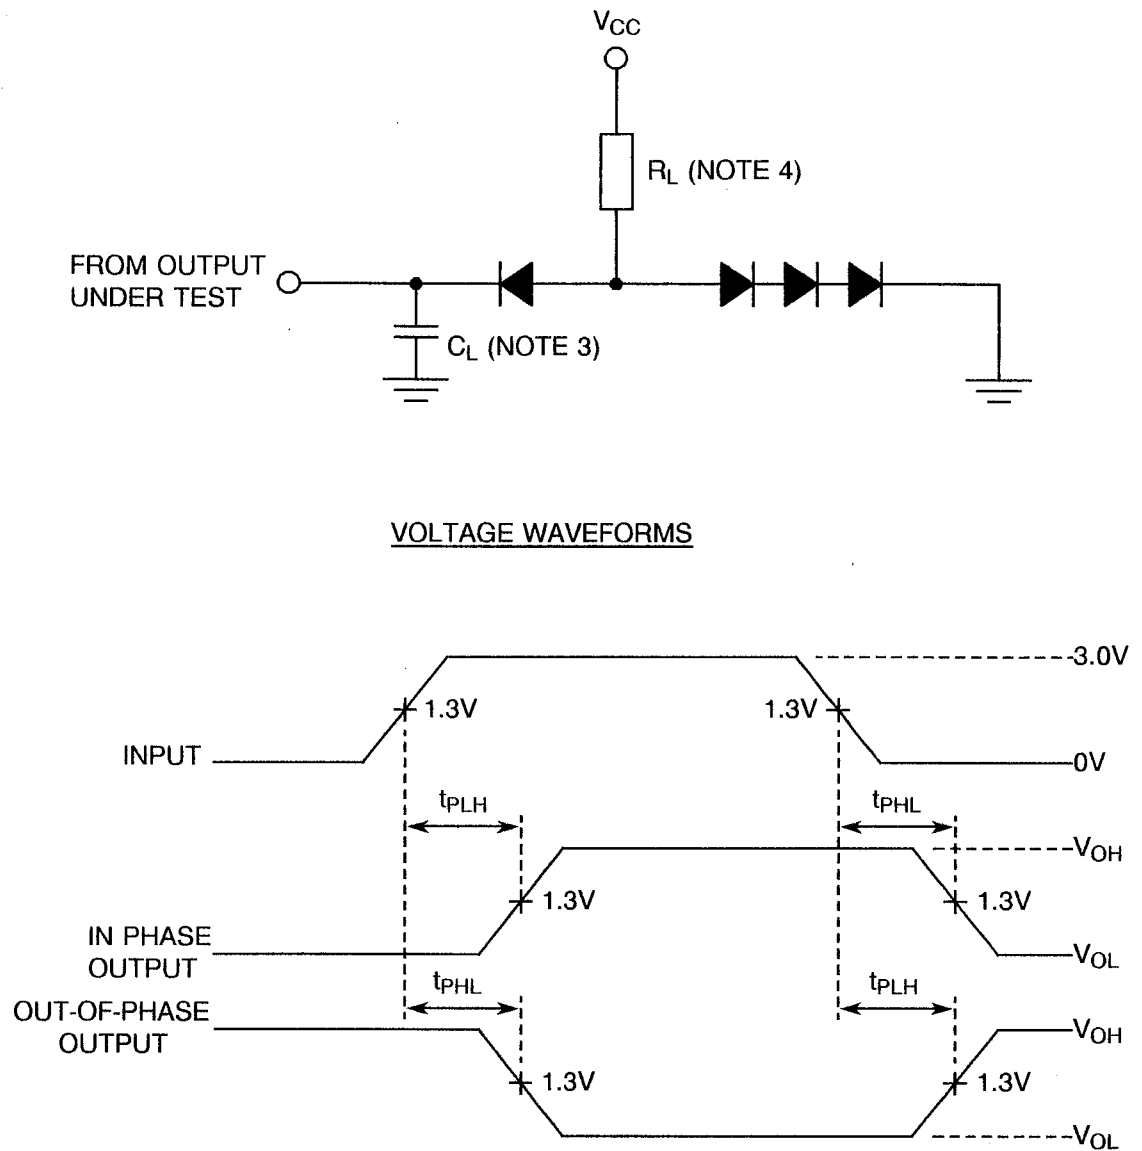 VCC
RL (NOTE 4)
FROM OUTPUT
UNDER TEST
CL (NOTE 3)
VOLTAGE WAVEFORMS
3.0V
1.3V 1.3V
INPUT 0V
tPLH tPHL
VOH
1.3V 1.3V
IN PHASE
OUTPUT VOL
tPHL tPLH
OUT-OF-PHASE
OUTPUT VOH
1.3V 1.3V
VOL